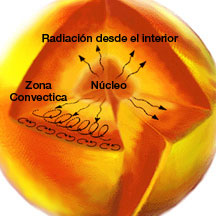 Radiación desde el interior
Zona
Convectica
Núcleo